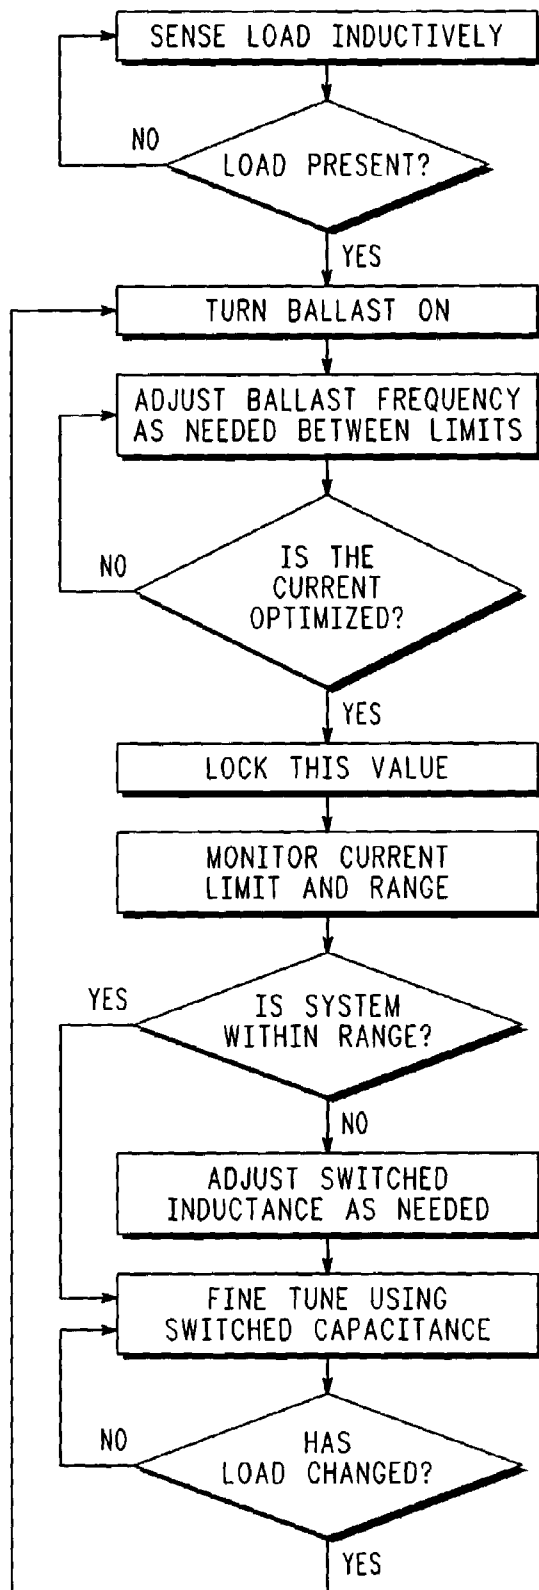 SENSE LOAD INDUCTIVELY
NO
LOAD PRESENT?
YES
TURN BALLAST ON
ADJUST BALLAST FREQUENCY
AS NEEDED BETWEEN LIMITS
NO
IS THE
CURRENT
OPTIMIZED?
YES
LOCK THIS VALUE
MONITOR CURRENT
LIMIT AND RANGE
YES
IS SYSTEM
WITHIN RANGE?
NO
ADJUST SWITCHED
INDUCTANCE AS NEEDED
FINE TUNE USING
SWITCHED CAPACITANCE
NO
HAS
LOAD CHANGED?
YES